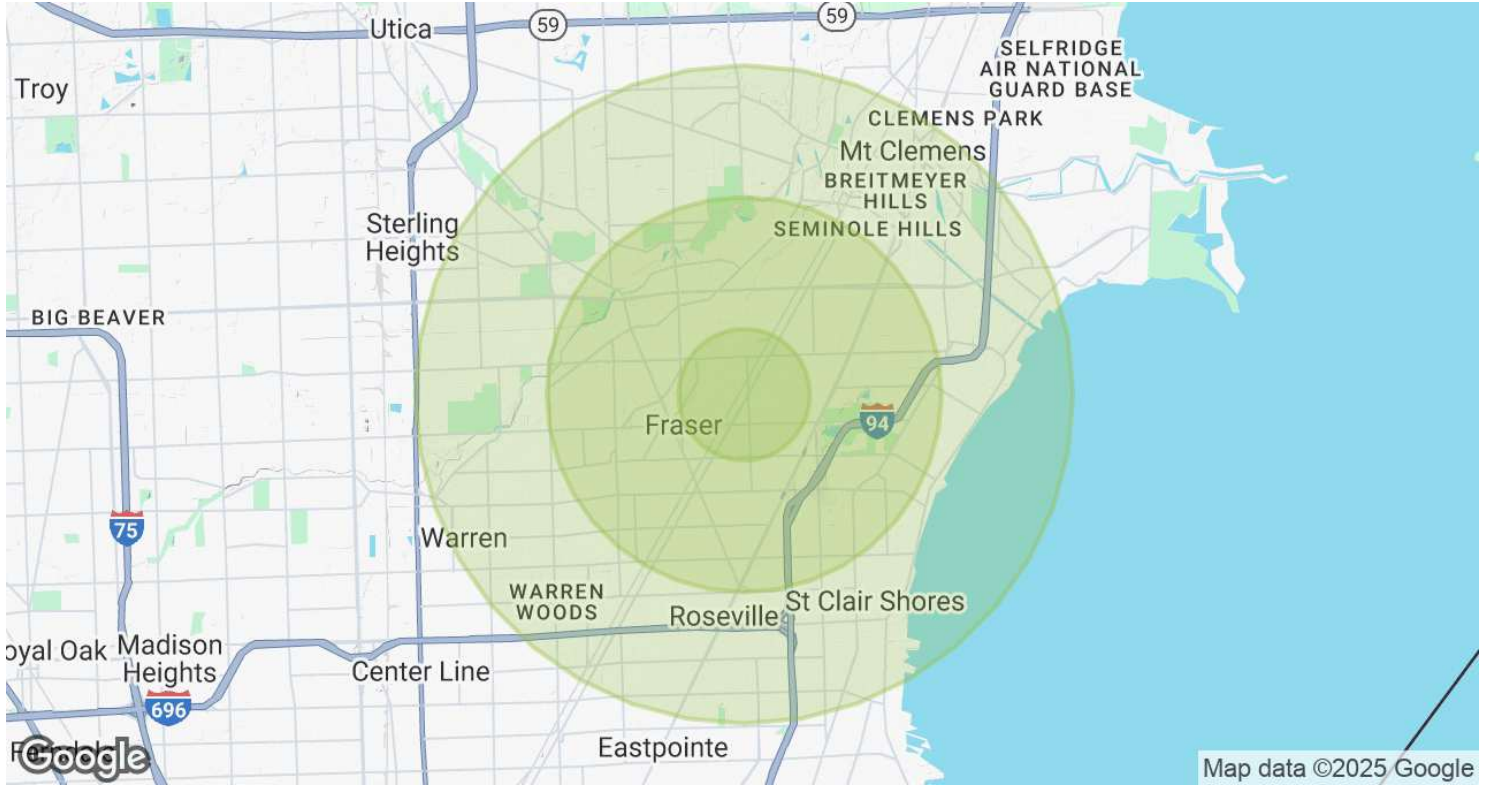 59
59
Utica
SELFRIDGE
AIR NATIONAL
GUARD BASE
Troy
CLEMENS PARK
Mt Clemens
BREITMEYER
HILLS
Sterling
Heights
SEMINOLE HILLS
BIG BEAVER
Fraser
94
75
Warren
WARREN
WOODS
St Clair Shores
Roseville
oyal Oak
Madison
Heights
Center Line
696
Eastpointe
Google
Map data ©2025 Google